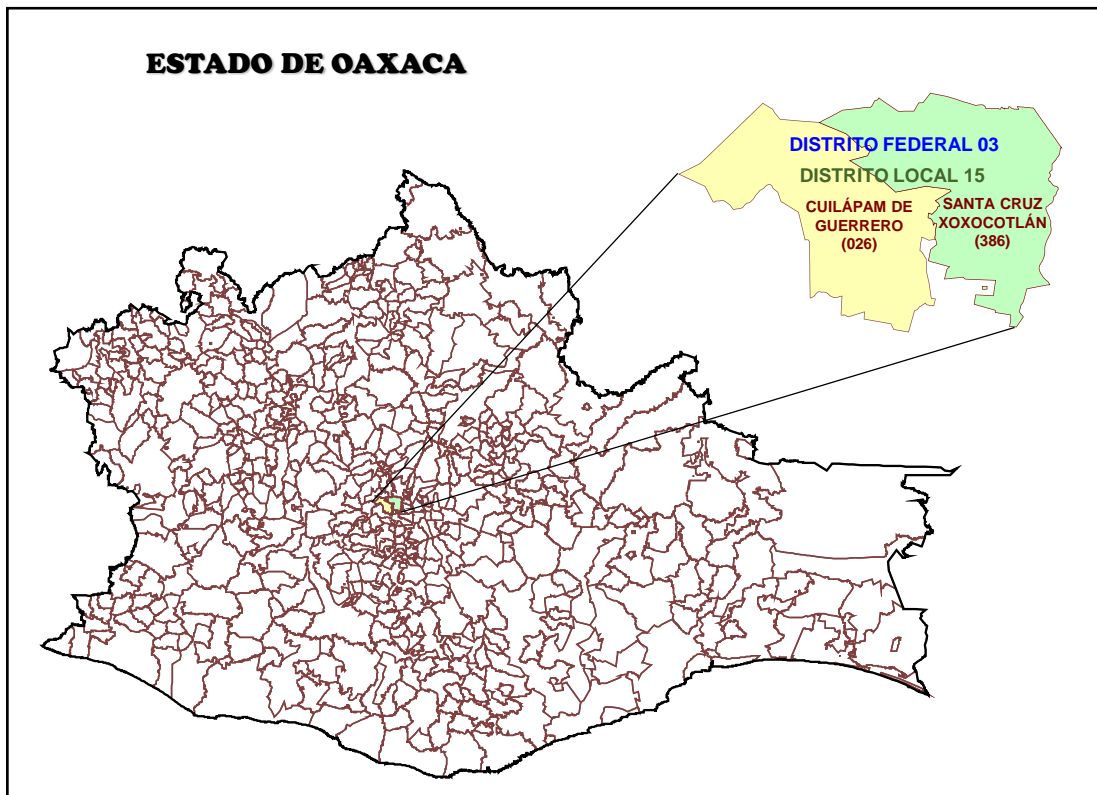 ESTADO DE OAXACA
DISTRITO FEDERAL 03
DISTRITO LOCAL 15
CUILÁPAM DE
GUERRERO
(026)
SANTA CRUZ
XOXOCOTLÁN
(386)